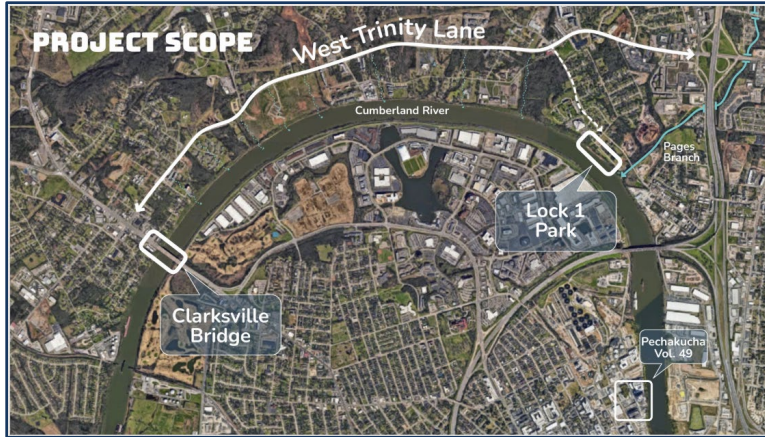 PROJECT SCOPE
West Trinity Lane
Cumberland River
Pages
Branch
Lock 1
Park
Clarksville
Bridge
Pechakucha
Vol. 49